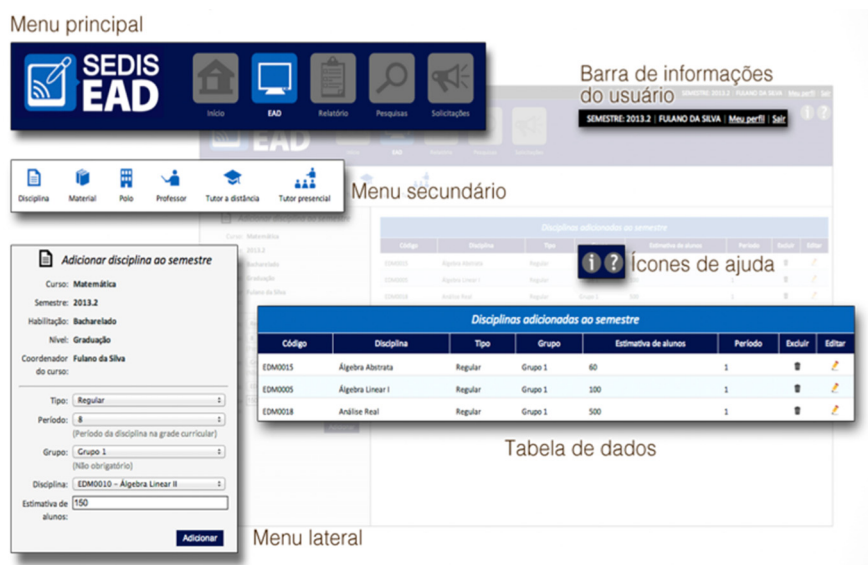 Menu principal
SEDIS
EAD
Início
EAD
Relatório
Pesquisas
Solicitações
Barra de informações
do usuário
SEMESTRE: 2013.2 | FULANO DA SILVA | Meu perfil | Sair
Disciplina
Material
Polo
Professor
Tutor a distância
Tutor presencial
Menu secundário
Ícones de ajuda
Adicionar disciplina ao semestre
Curso: Matemática
Semestre: 2013.2
Habilitação: Bacharelado
Nível: Graduação
Coordenador Fulano da Silva
do curso:
Tipo: Regular
Período: 8
(Período da disciplina na grade curricular)
Grupo: Grupo 1
(Não obrigatório)
Disciplina: EDM0010 - Álgebra Linear II
Estimativa de 150
alunos:
Adicionar
Menu lateral
Disciplinas adicionadas ao semestre
Código Disciplina Tipo Grupo Estimativa de alunos Período Excluir Editar
EDM0015 Álgebra Abstrata Regular Grupo 1 60 1
EDM0005 Álgebra Linear I Regular Grupo 1 100 1
EDM0018 Análise Real Regular Grupo 1 500 1
Tabela de dados